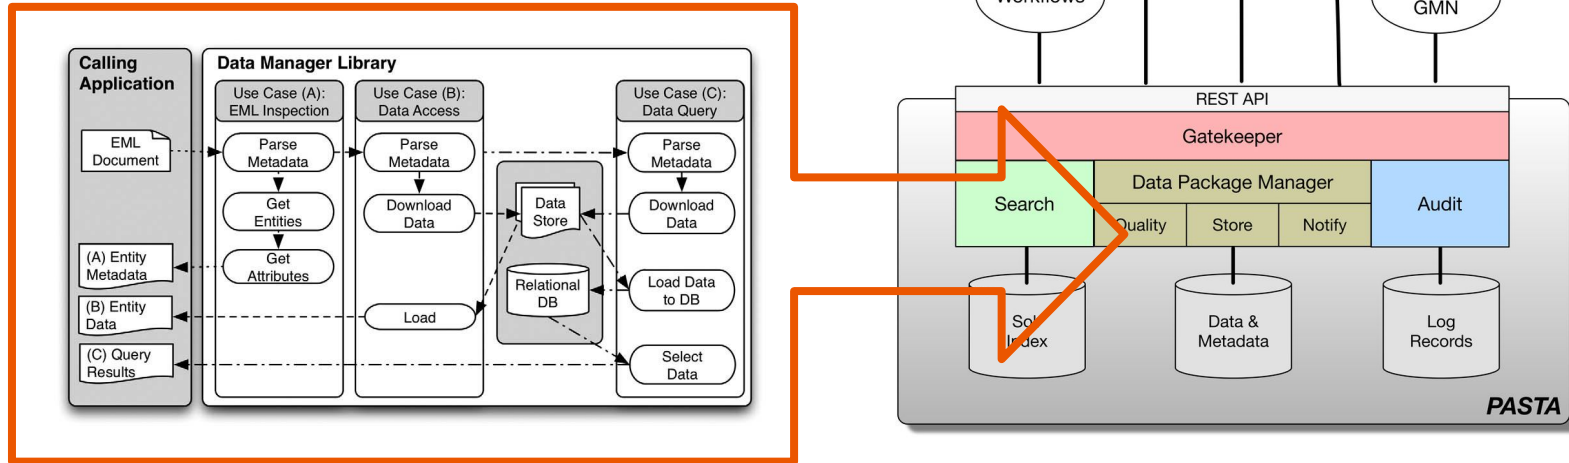 Calling
Application
EML
Document
(A) Entity
Metadata
(B) Entity
Data
(C) Query
Results
Data Manager Library
Use Case (A):
EML Inspection
Parse
Metadata
Get
Entities
Get
Attributes
Use Case (B):
Data Access
Parse
Metadata
Download
Data
Load
Data
Store
Relational
DB
Use Case (C):
Data Query
Parse
Metadata
Download
Data
Load Data
to DB
Select
Data
Workflows
GMN
REST API
Gatekeeper
Search
Data Package Manager
Quality
Store
Notify
Audit
Index
Data &
Metadata
Log
Records
PASTA